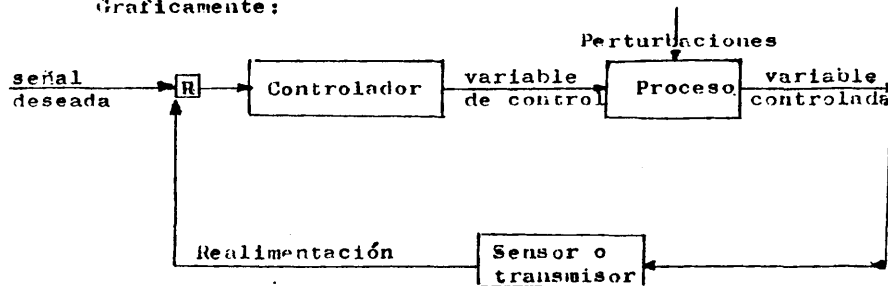 Graficamente:
Perturbaciones
señal
deseada
R
Controlador
variable
de control
Proceso
variable
controlada
Realimentación
Sensor o
transmisor